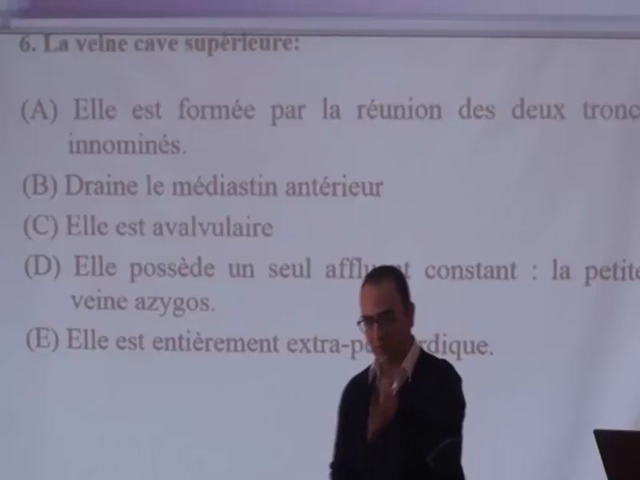 6. La veine cave supérieure:
(A) Elle est formée par la réunion des deux tronc
innominés.
(B) Draine le médiastin antérieur
(C) Elle est avalvulaire
(D) Elle possède un seul constant : la petite
veine azygos.
(E) Elle est entièrement